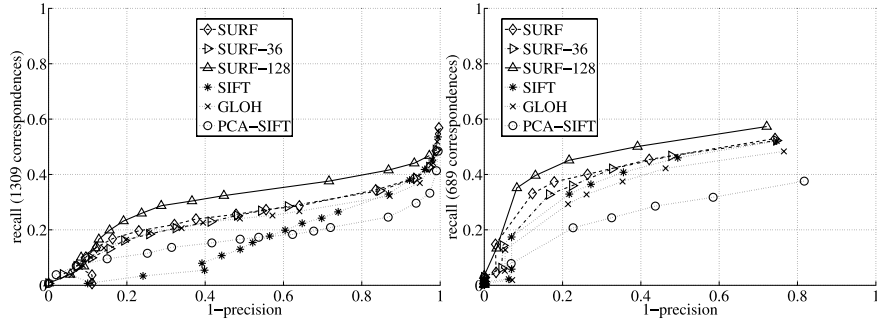 recall (1309 correspondences)
1
0.8
0.6
0.4
0.2
0
0
0.2
0.4
0.6
0.8
1
1−precision
SURF
SURF−36
SURF−128
SIFT
GLOH
PCA−SIFT
recall (689 correspondences)
1
0.8
0.6
0.4
0.2
0
0
0.2
0.4
0.6
0.8
1
1−precision
SURF
SURF−36
SURF−128
SIFT
GLOH
PCA−SIFT